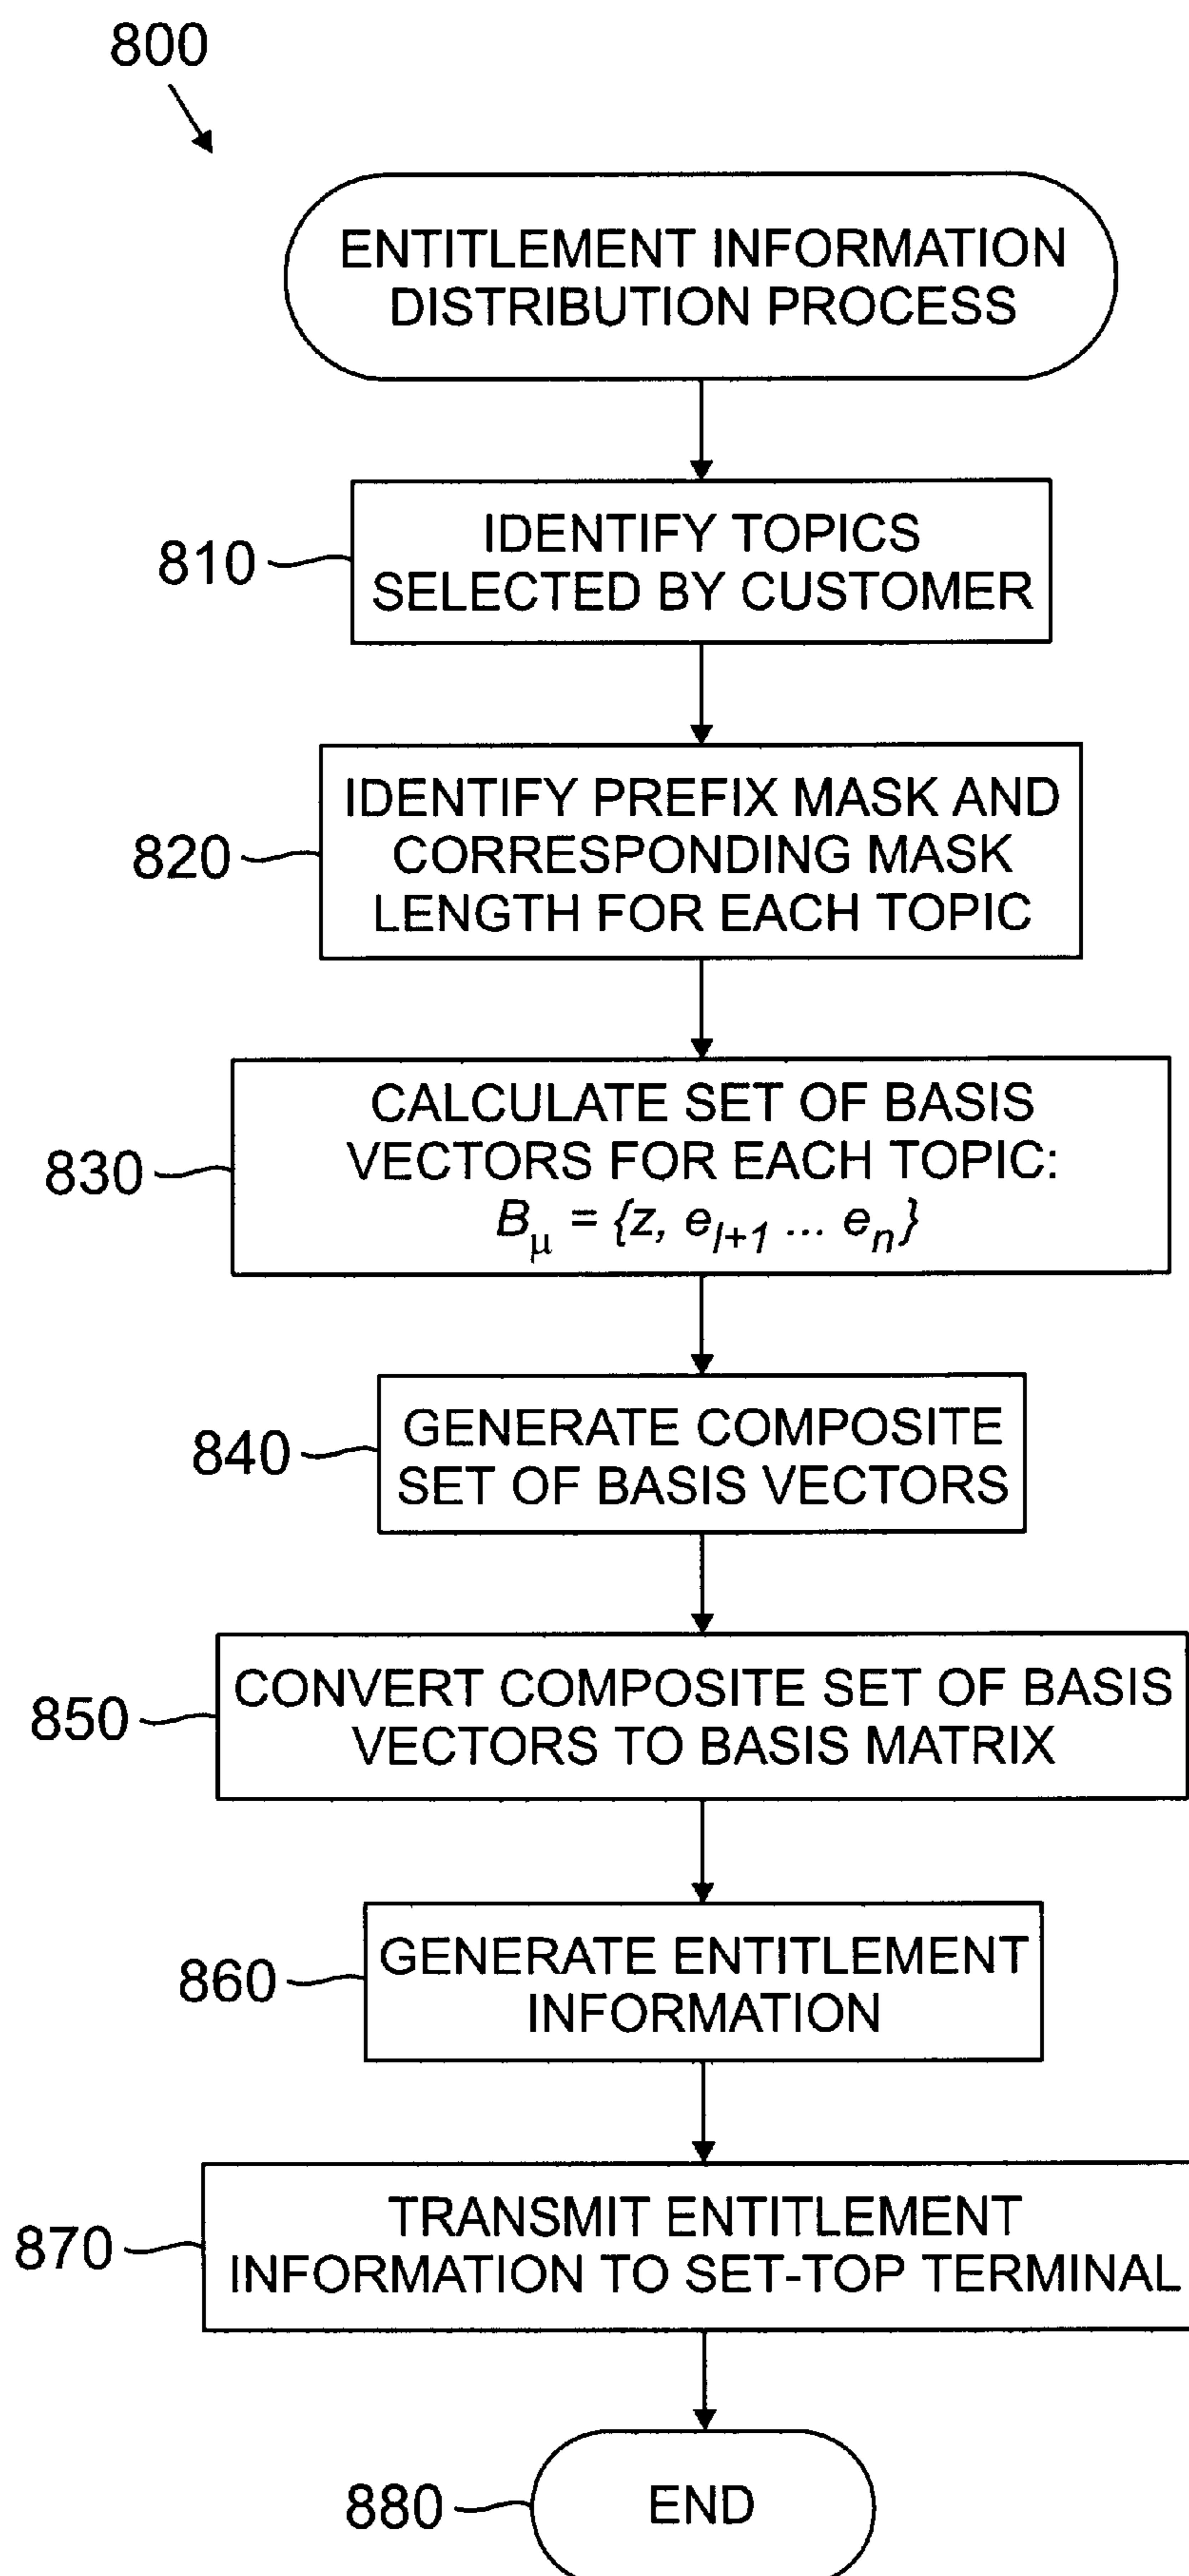 800
ENTITLEMENT INFORMATION
DISTRIBUTION PROCESS
810
IDENTIFY TOPICS
SELECTED BY CUSTOMER
820
IDENTIFY PREFIX MASK AND
CORRESPONDING MASK
LENGTH FOR EACH TOPIC
830
CALCULATE SET OF BASIS
VECTORS FOR EACH TOPIC:
Bμ = {z, el+1 ... en}
840
GENERATE COMPOSITE
SET OF BASIS VECTORS
850
CONVERT COMPOSITE SET OF BASIS
VECTORS TO BASIS MATRIX
860
GENERATE ENTITLEMENT
INFORMATION
870
TRANSMIT ENTITLEMENT
INFORMATION TO SET-TOP TERMINAL
880
END